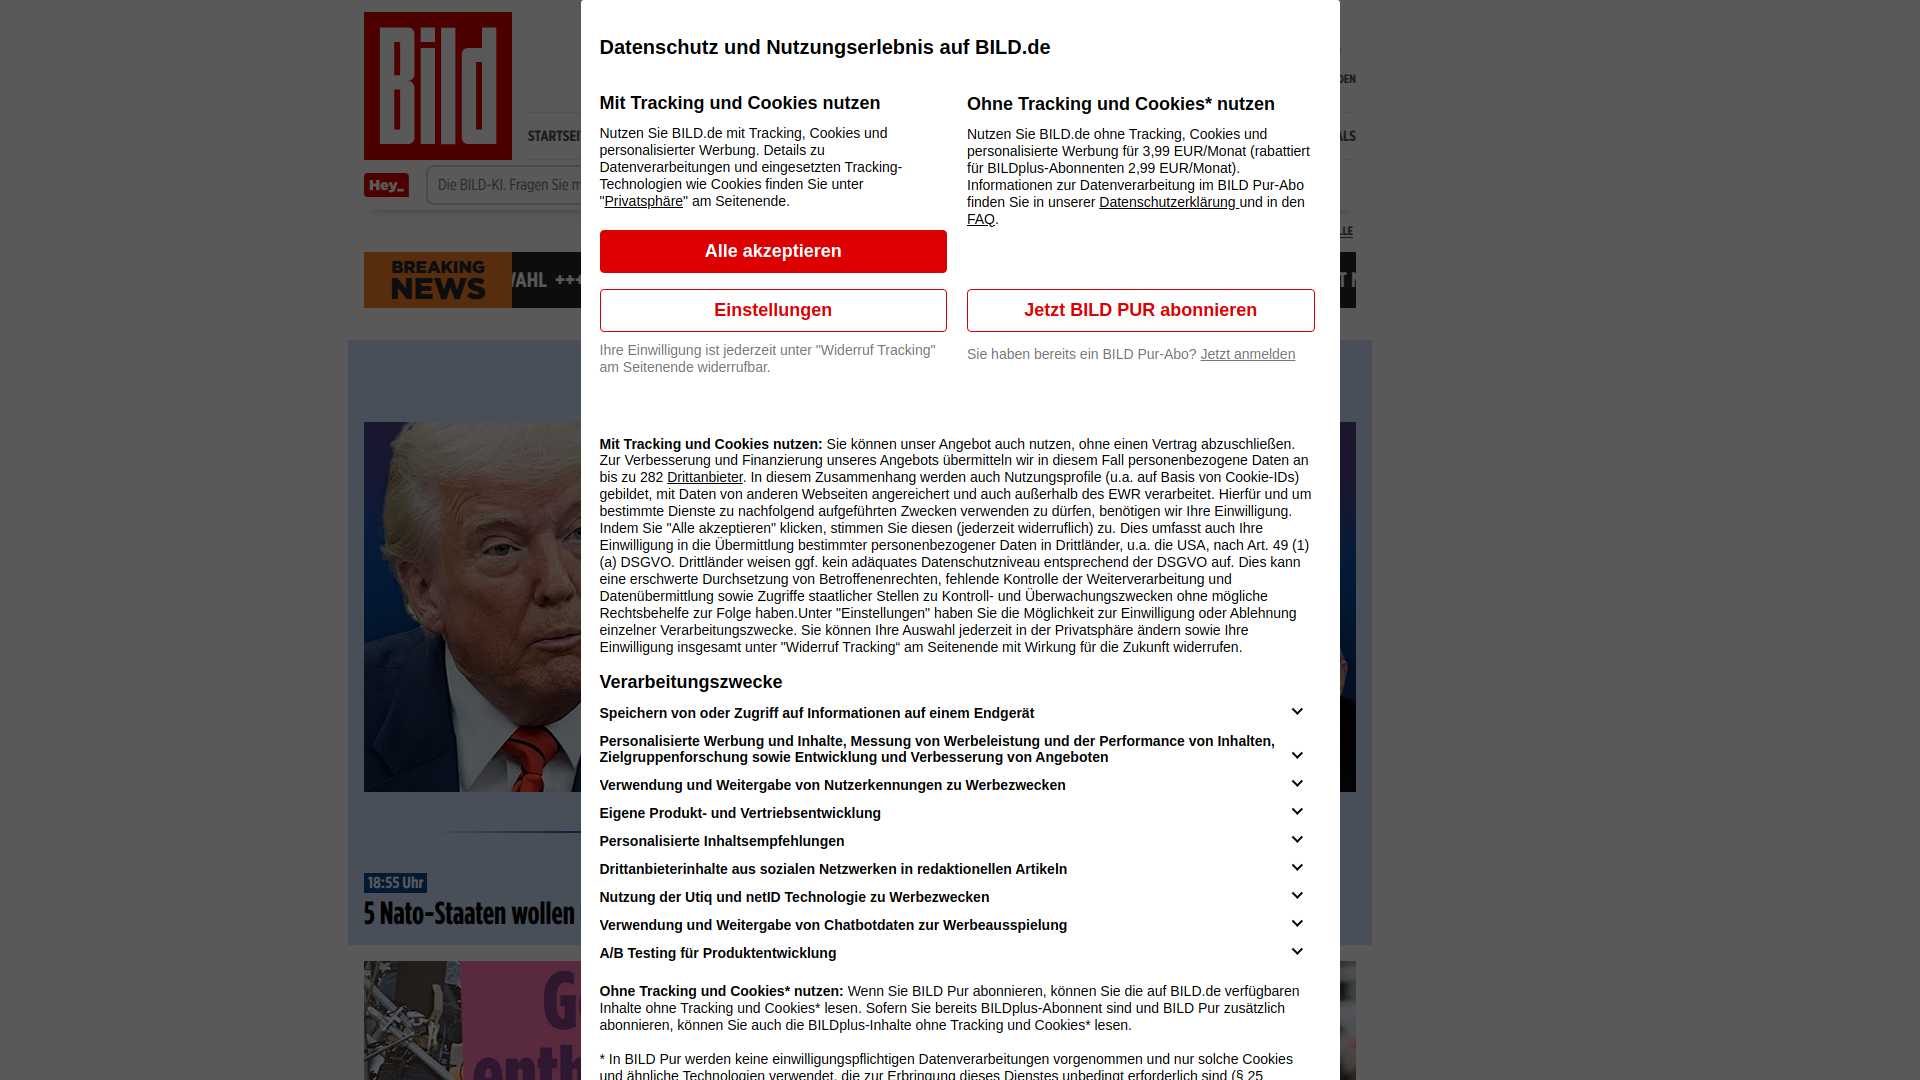 Bild
Datenschutz und Nutzungserlebnis auf BILD.de
DEN
Mit Tracking und Cookies nutzen
Nutzen Sie BILD.de mit Tracking, Cookies und
personalisierter Werbung. Details zu
Datenverarbeitungen und eingesetzten Tracking-
Technologien wie Cookies finden Sie unter
"Privatsphäre" am Seitenende.
Alle akzeptieren
Einstellungen
Ihre Einwilligung ist jederzeit unter "Widerruf Tracking"
am Seitenende widerrufbar.
Ohne Tracking und Cookies* nutzen
Nutzen Sie BILD.de ohne Tracking, Cookies und
personalisierte Werbung für 3,99 EUR/Monat (rabattiert
für BILDplus-Abonnenten 2,99 EUR/Monat).
Informationen zur Datenverarbeitung im BILD Pur-Abo
finden Sie in unserer Datenschutzerklärung und in den
FAQ.
Jetzt BILD PUR abonnieren
Sie haben bereits ein BILD Pur-Abo? Jetzt anmelden
STARTSEI
ALS
Hey_
Die BILD-KI. Fragen Sie m
LLE
BREAKING
NEWS
WAHL +++
Mit Tracking und Cookies nutzen: Sie können unser Angebot auch nutzen, ohne einen Vertrag abzuschließen.
Zur Verbesserung und Finanzierung unseres Angebots übermitteln wir in diesem Fall personenbezogene Daten an
bis zu 282 Drittanbieter. In diesem Zusammenhang werden auch Nutzungsprofile (u.a. auf Basis von Cookie-IDs)
gebildet, mit Daten von anderen Webseiten angereichert und auch außerhalb des EWR verarbeitet. Hierfür und um
bestimmte Dienste zu nachfolgend aufgeführten Zwecken verwenden zu dürfen, benötigen wir Ihre Einwilligung.
Indem Sie "Alle akzeptieren" klicken, stimmen Sie diesen (jederzeit widerruflich) zu. Dies umfasst auch Ihre
Einwilligung in die Übermittlung bestimmter personenbezogener Daten in Drittländer, u.a. die USA, nach Art. 49 (1)
(a) DSGVO. Drittländer weisen ggf. kein adäquates Datenschutzniveau entsprechend der DSGVO auf. Dies kann
eine erschwerte Durchsetzung von Betroffenenrechten, fehlende Kontrolle der Weiterverarbeitung und
Datenübermittlung sowie Zugriffe staatlicher Stellen zu Kontroll- und Überwachungszwecken ohne mögliche
Rechtsbehelfe zur Folge haben.Unter "Einstellungen" haben Sie die Möglichkeit zur Einwilligung oder Ablehnung
einzelner Verarbeitungszwecke. Sie können Ihre Auswahl jederzeit in der Privatsphäre ändern sowie Ihre
Einwilligung insgesamt unter "Widerruf Tracking“ am Seitenende mit Wirkung für die Zukunft widerrufen.
Verarbeitungszwecke
Speichern von oder Zugriff auf Informationen auf einem Endgerät
Personalisierte Werbung und Inhalte, Messung von Werbeleistung und der Performance von Inhalten,
Zielgruppenforschung sowie Entwicklung und Verbesserung von Angeboten
Verwendung und Weitergabe von Nutzerkennungen zu Werbezwecken
Eigene Produkt- und Vertriebsentwicklung
Personalisierte Inhaltsempfehlungen
Drittanbieterinhalte aus sozialen Netzwerken in redaktionellen Artikeln
Nutzung der Utiq und netID Technologie zu Werbezwecken
Verwendung und Weitergabe von Chatbotdaten zur Werbeausspielung
A/B Testing für Produktentwicklung
18:55 Uhr
5 Nato-Staaten wollen
Ohne Tracking und Cookies* nutzen: Wenn Sie BILD Pur abonnieren, können Sie die auf BILD.de verfügbaren
Inhalte ohne Tracking und Cookies* lesen. Sofern Sie bereits BILDplus-Abonnent sind und BILD Pur zusätzlich
abonnieren, können Sie auch die BILDplus-Inhalte ohne Tracking und Cookies* lesen.
* In BILD Pur werden keine einwilligungspflichtigen Datenverarbeitungen vorgenommen und nur solche Cookies
und ähnliche Technologien verwendet, die zur Erbringung dieses Dienstes unbedingt erforderlich sind (§ 25